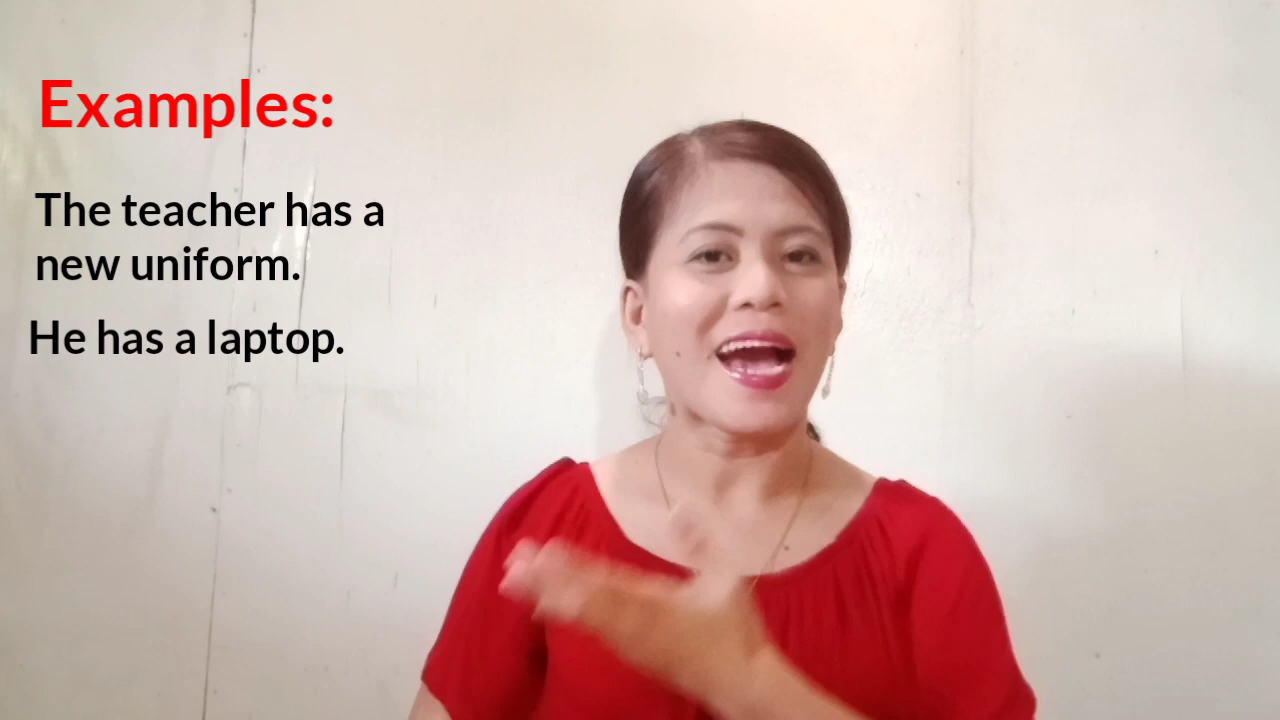 Examples:
The teacher has a
new uniform.
He has a laptop.